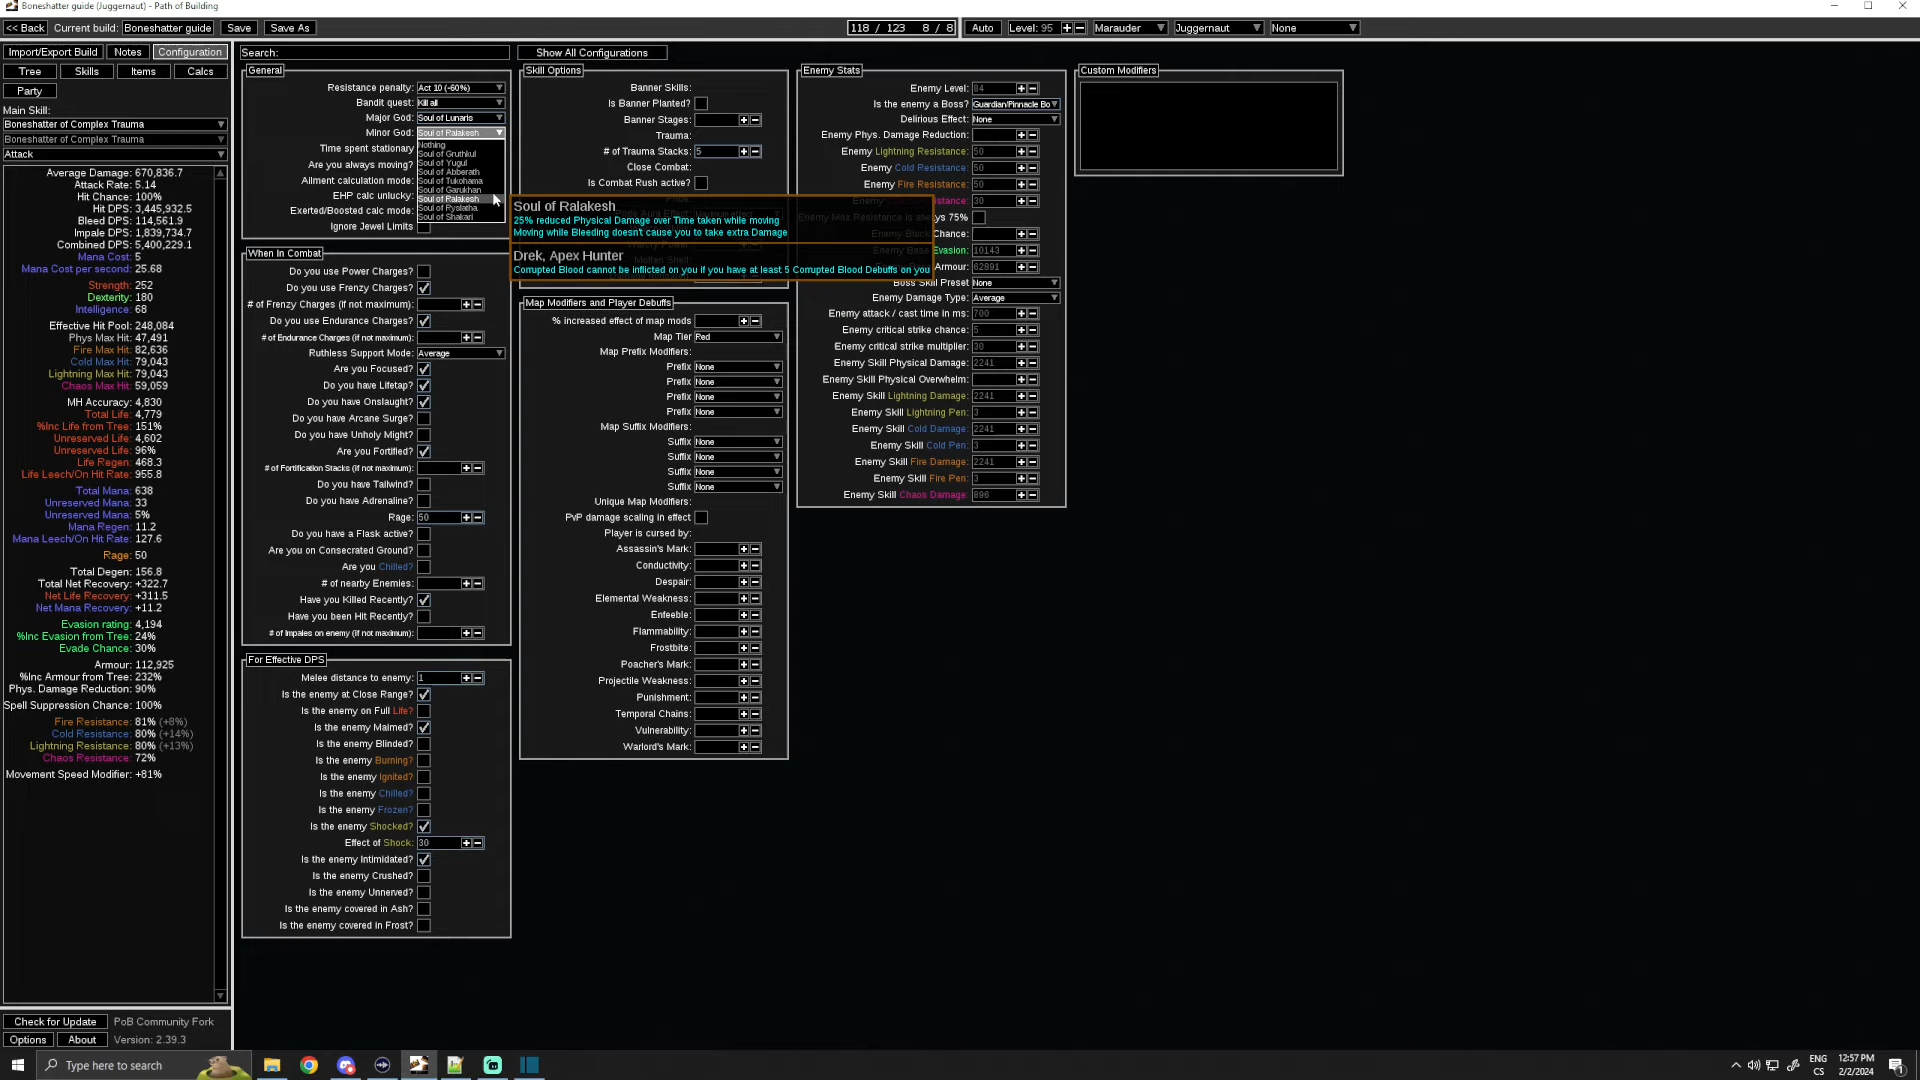 Boneshatter guide (Juggernaut) - Path of Building
<< Back Current build: Boneshatter guide Save Save As 118 / 123 8 / 8 Auto Level: 95 Marauder Juggernaut None
Import/Export Build Notes Configuration
Tree Skills Items Calcs
Party
Main Skill:
Boneshatter of Complex Trauma
Boneshatter of Complex Trauma
Attack
Average Damage: 670,836.7
Attack Rate: 5.14
Hit Chance: 100%
Hit DPS: 3,445,932.5
Bleed DPS: 114,561.9
Impale DPS: 1,839,734.7
Combined DPS: 5,400,229.1
Mana Cost: 5
Mana Cost per second: 25.68
Strength: 252
Dexterity: 180
Intelligence: 68
Effective Hit Pool: 248,084
Phys Max Hit: 47,491
Fire Max Hit: 82,636
Cold Max Hit: 79,043
Lightning Max Hit: 79,043
Chaos Max Hit: 59,059
MH Accuracy: 4,830
Total Life: 4,779
%Inc Life from Tree: 151%
Unreserved Life: 4,602
Unreserved Life: 96%
Life Regen: 468.3
Life Leech/On Hit Rate: 955.8
Total Mana: 638
Unreserved Mana: 33
Unreserved Mana: 5%
Mana Regen: 11.2
Mana Leech/On Hit Rate: 127.6
Rage: 50
Total Degen: 156.8
Total Net Recovery: +322.7
Net Life Recovery: +311.5
Net Mana Recovery: +11.2
Evasion rating: 4,194
%Inc Evasion from Tree: 24%
Evade Chance: 30%
Armour: 112,925
%Inc Armour from Tree: 232%
Phys. Damage Reduction: 90%
Spell Suppression Chance: 100%
Fire Resistance: 81% (+8%)
Cold Resistance: 80% (+14%)
Lightning Resistance: 80% (+13%)
Chaos Resistance: 72%
Movement Speed Modifier: +81%
Check for Update PoB Community Fork
Options About Version: 2.39.3
Search: Show All Configurations
General
Resistance penalty: Act 10 (-60%)
Bandit quest: Kill all
Major God: Soul of Lunaris
Minor God: Soul of Ralakesh
Nothing
Soul of Gruthkul
Soul of Yugul
Soul of Abberath
Soul of Tukohama
Soul of Garukhan
Soul of Ralakesh
Soul of Ryslatha
Soul of Shakari
Time spent stationary
Are you always moving?
Ailment calculation mode:
EHP calc unlucky:
Exerted/Boosted calc mode:
Ignore Jewel Limits
When In Combat
Do you use Power Charges?
Do you use Frenzy Charges?
# of Frenzy Charges (if not maximum):
Do you use Endurance Charges?
# of Endurance Charges (if not maximum):
Ruthless Support Mode: Average
Are you Focused?
Do you have Lifetap?
Do you have Onslaught?
Do you have Arcane Surge?
Do you have Unholy Might?
Are you Fortified?
# of Fortification Stacks (if not maximum):
Do you have Tailwind?
Do you have Adrenaline?
Rage: 50
Do you have a Flask active?
Are you on Consecrated Ground?
Are you Chilled?
# of nearby Enemies:
Have you Killed Recently?
Have you been Hit Recently?
# of Impales on enemy (if not maximum):
For Effective DPS
Melee distance to enemy: 1
Is the enemy at Close Range?
Is the enemy on Full Life?
Is the enemy Maimed?
Is the enemy Blinded?
Is the enemy Burning?
Is the enemy Ignited?
Is the enemy Chilled?
Is the enemy Frozen?
Is the enemy Shocked?
Effect of Shock: 30
Is the enemy Intimidated?
Is the enemy Crushed?
Is the enemy Unnerved?
Is the enemy covered in Ash?
Is the enemy covered in Frost?
Skill Options
Banner Skills:
Is Banner Planted?
Banner Stages:
Trauma:
# of Trauma Stacks: 5
Close Combat:
Is Combat Rush active?
Soul of Ralakesh
25% reduced Physical Damage over Time taken while moving
Moving while Bleeding doesn't cause you to take extra Damage
Drek, Apex Hunter
Corrupted Blood cannot be inflicted on you if you have at least 5 Corrupted Blood Debuffs on you
Map Modifiers and Player Debuffs
% increased effect of map mods
Map Tier Red
Map Prefix Modifiers:
Prefix None
Prefix None
Prefix None
Prefix None
Map Suffix Modifiers:
Suffix None
Suffix None
Suffix None
Suffix None
Unique Map Modifiers:
PvP damage scaling in effect
Player is cursed by:
Assassin's Mark:
Conductivity:
Despair:
Elemental Weakness:
Enfeeble:
Flammability:
Frostbite:
Poacher's Mark:
Projectile Weakness:
Punishment:
Temporal Chains:
Vulnerability:
Warlord's Mark:
Enemy Stats
Enemy Level: 84
Is the enemy a Boss? Guardian/Pinnacle Bo
Delirious Effect: None
Enemy Phys. Damage Reduction:
Enemy Lightning Resistance: 50
Enemy Cold Resistance: 50
Enemy Fire Resistance: 50
stance: 30
Enemy Max Resistance is always 75%
Chance:
Evasion: 10143
Armour: 62891
Boss Skill Preset None
Enemy Damage Type: Average
Enemy attack / cast time in ms: 700
Enemy critical strike chance: 5
Enemy critical strike multiplier: 30
Enemy Skill Physical Damage: 2241
Enemy Skill Physical Overwhelm:
Enemy Skill Lightning Damage: 2241
Enemy Skill Lightning Pen: 3
Enemy Skill Cold Damage: 2241
Enemy Skill Cold Pen: 3
Enemy Skill Fire Damage: 2241
Enemy Skill Fire Pen: 3
Enemy Skill Chaos Damage: 896
Custom Modifiers
Type here to search
ENG
CS
12:57 PM
2/2/2024
1